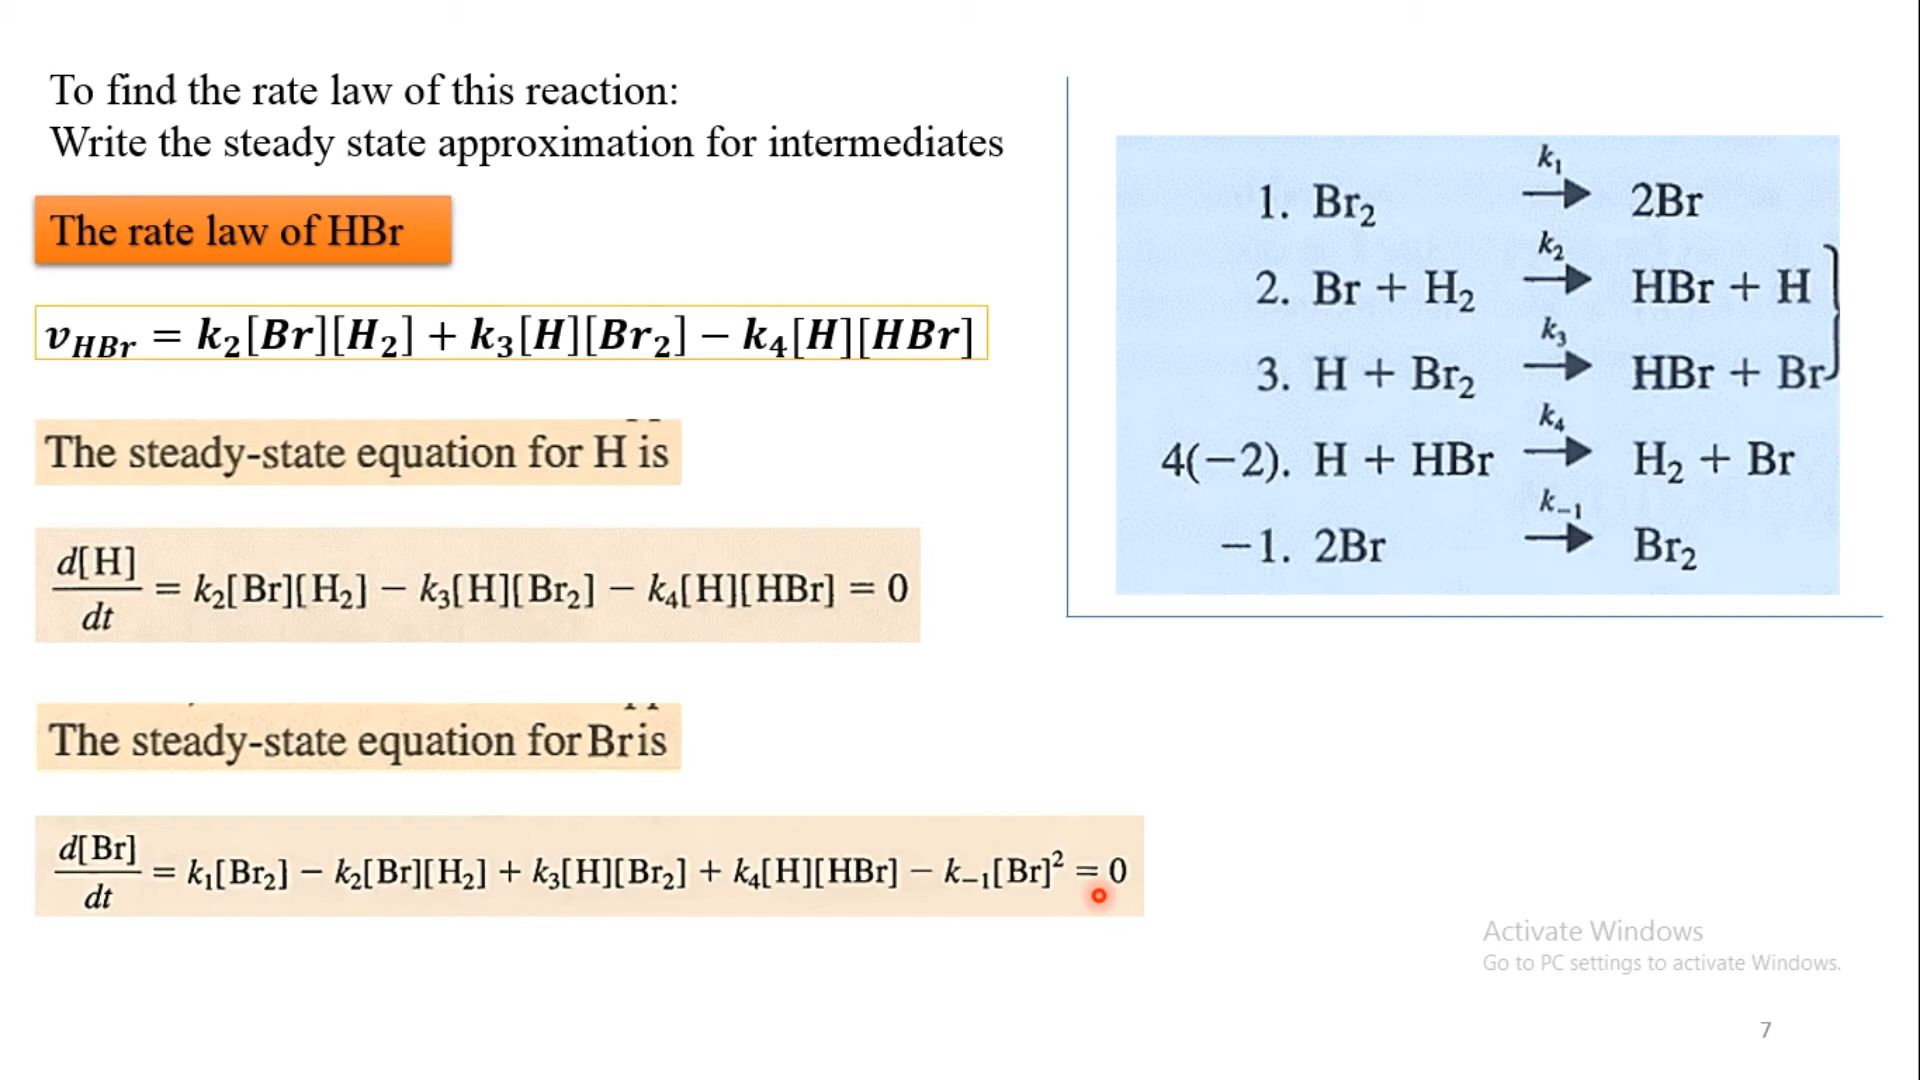 To find the rate law of this reaction:
Write the steady state approximation for intermediates
The rate law of HBr
v_HBr = k₂[Br][H₂] + k₃[H][Br₂] − k₄[H][HBr]
The steady-state equation for H is
d[H]/dt = k₂[Br][H₂] − k₃[H][Br₂] − k₄[H][HBr] = 0
The steady-state equation for Br is
d[Br]/dt = k₁[Br₂] − k₂[Br][H₂] + k₃[H][Br₂] + k₄[H][HBr] − k₋₁[Br]² = 0
k₁
1. Br₂ → 2Br
k₂
2. Br + H₂ → HBr + H
k₃
3. H + Br₂ → HBr + Br
k₄
4(−2). H + HBr → H₂ + Br
k₋₁
−1. 2Br → Br₂
Activate Windows
Go to PC settings to activate Windows.
7